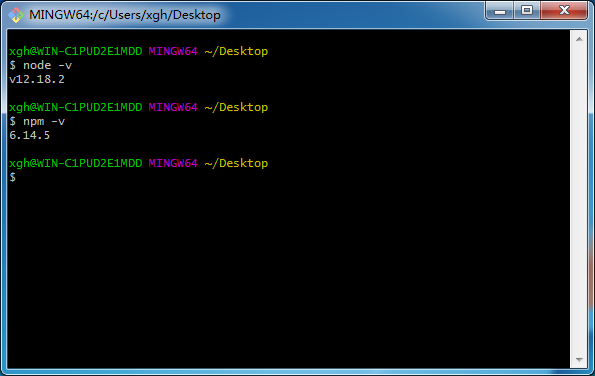 MINGW64:/c/Users/xgh/Desktop
xgh@WIN-C1PUD2E1MDD MINGW64 ~/Desktop
$ node -v
v12.18.2
xgh@WIN-C1PUD2E1MDD MINGW64 ~/Desktop
$ npm -v
6.14.5
xgh@WIN-C1PUD2E1MDD MINGW64 ~/Desktop
$